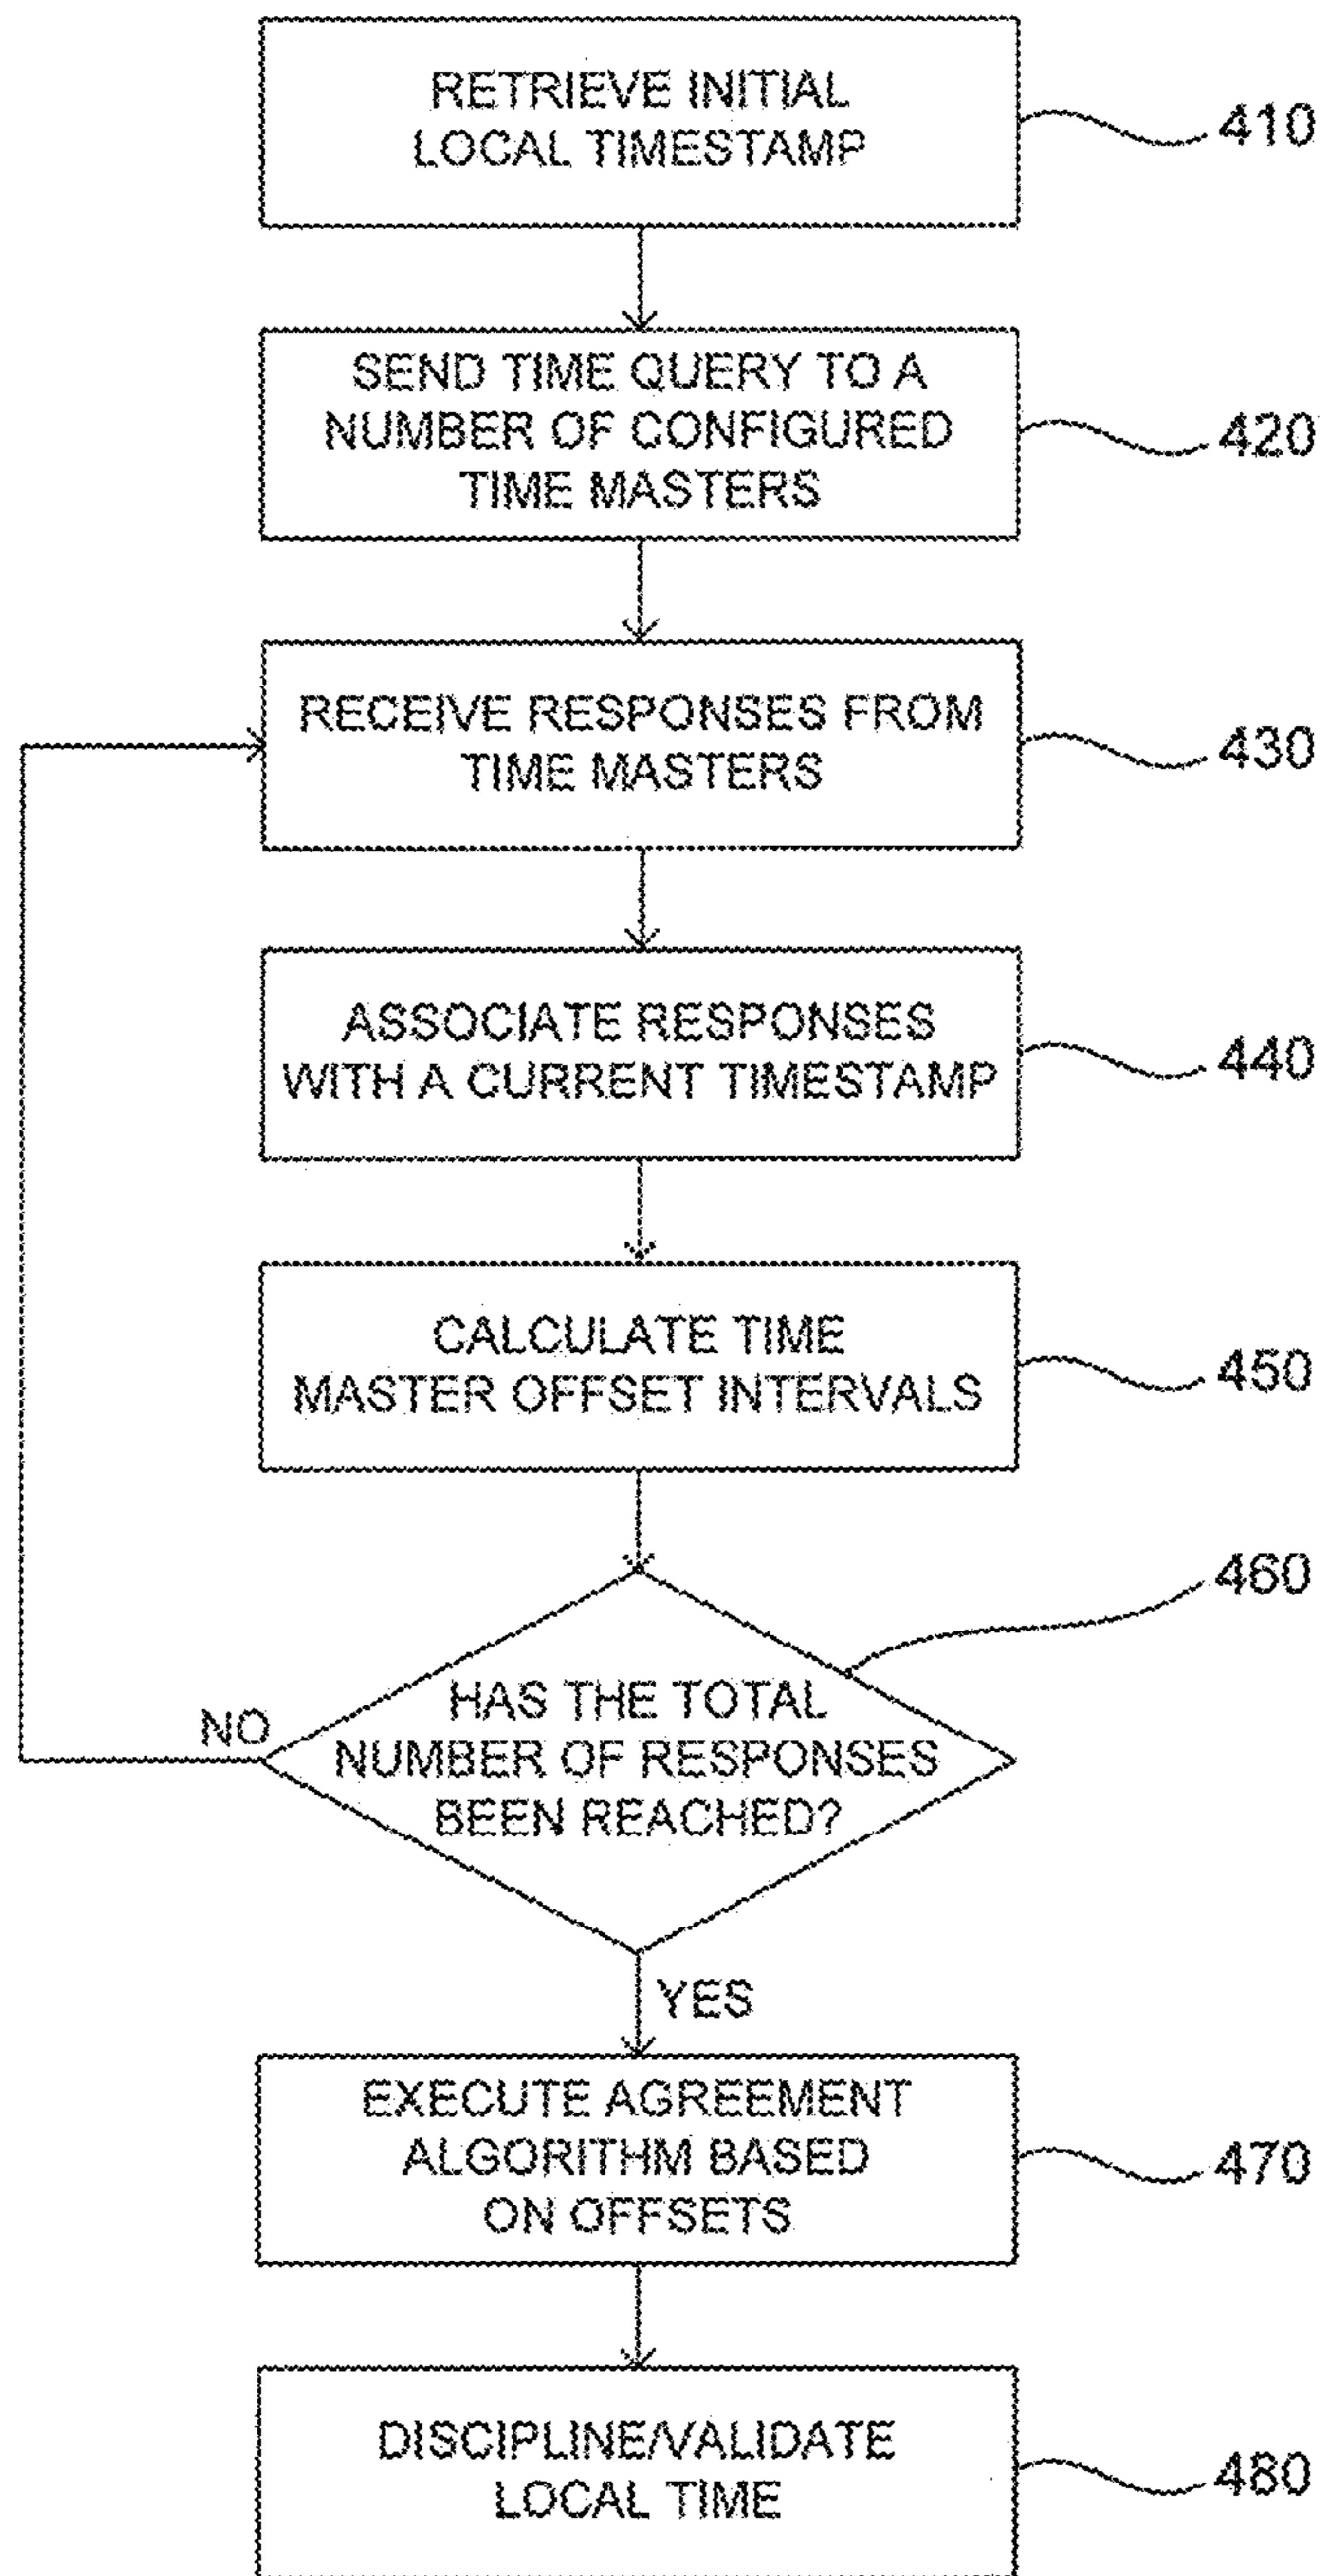 RETRIEVE INITIAL
LOCAL TIMESTAMP
410
SEND TIME QUERY TO A
NUMBER OF CONFIGURED
TIME MASTERS
420
RECEIVE RESPONSES FROM
TIME MASTERS
430
ASSOCIATE RESPONSES
WITH A CURRENT TIMESTAMP
440
CALCULATE TIME
MASTER OFFSET INTERVALS
450
460
HAS THE TOTAL
NUMBER OF RESPONSES
BEEN REACHED?
NO
YES
EXECUTE AGREEMENT
ALGORITHM BASED
ON OFFSETS
470
DISCIPLINE/VALIDATE
LOCAL TIME
480